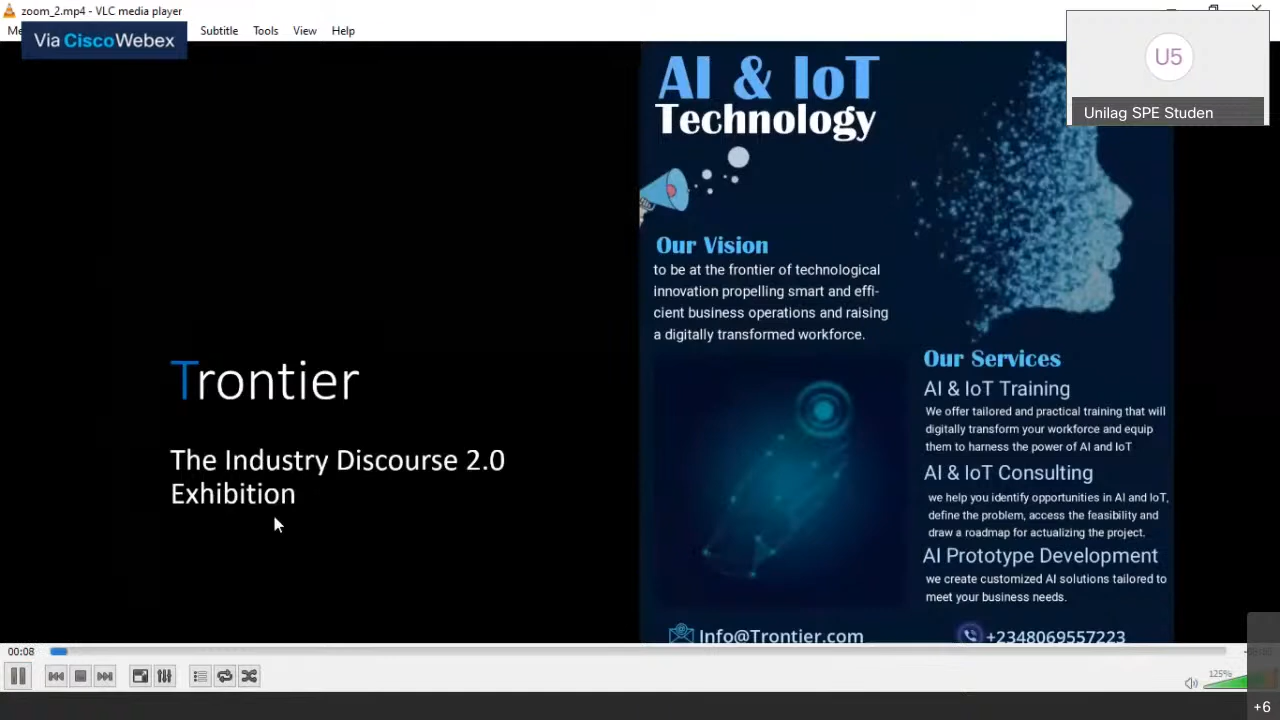 zoom_2.mp4 - VLC media player
Subtitle Tools View Help
Via CiscoWebex
U5
Unilag SPE Studen
AI & IoT
Technology
Our Vision
to be at the frontier of technological
innovation propelling smart and effi-
cient business operations and raising
a digitally transformed workforce.
Trontier
The Industry Discourse 2.0
Exhibition
Our Services
AI & IoT Training
We offer tailored and practical training that will
digitally transform your workforce and equip
them to harness the power of AI and IoT
AI & IoT Consulting
we help you identify opportunities in AI and IoT,
define the problem, access the feasibility and
draw a roadmap for actualizing the project.
AI Prototype Development
we create customized AI solutions tailored to
meet your business needs.
Info@Trontier.com
+2348069557223
00:08
125%
+6